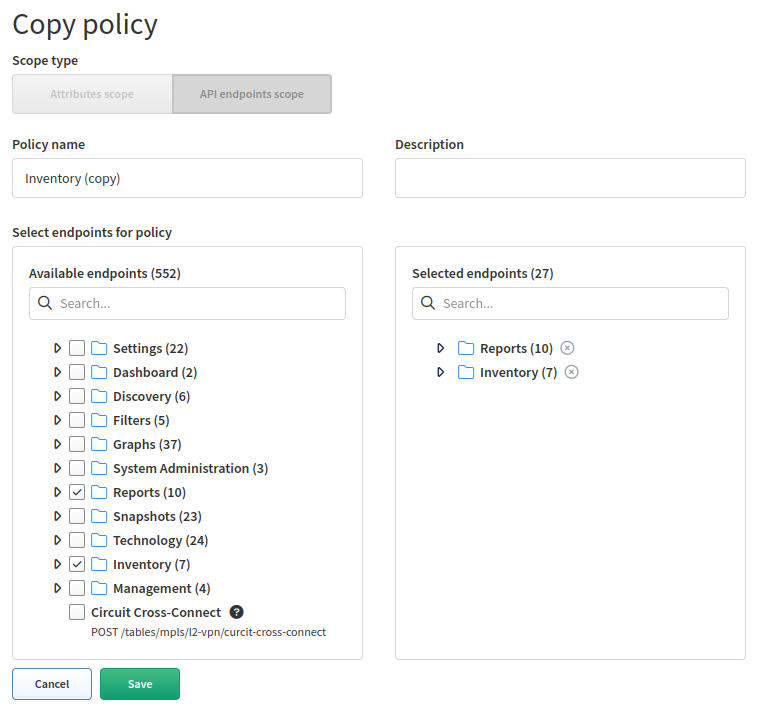 Copy policy
Scope type
Attributes scope
API endpoints scope
Policy name
Description
Inventory (copy)
Select endpoints for policy
Available endpoints (552)
Search...
Settings (22)
Dashboard (2)
Discovery (6)
Filters (5)
Graphs (37)
System Administration (3)
Reports (10)
Snapshots (23)
Technology (24)
Inventory (7)
Management (4)
Circuit Cross-Connect ?
POST /tables/mpls/l2-vpn/curcit-cross-connect
Selected endpoints (27)
Search...
Reports (10)
Inventory (7)
Cancel
Save